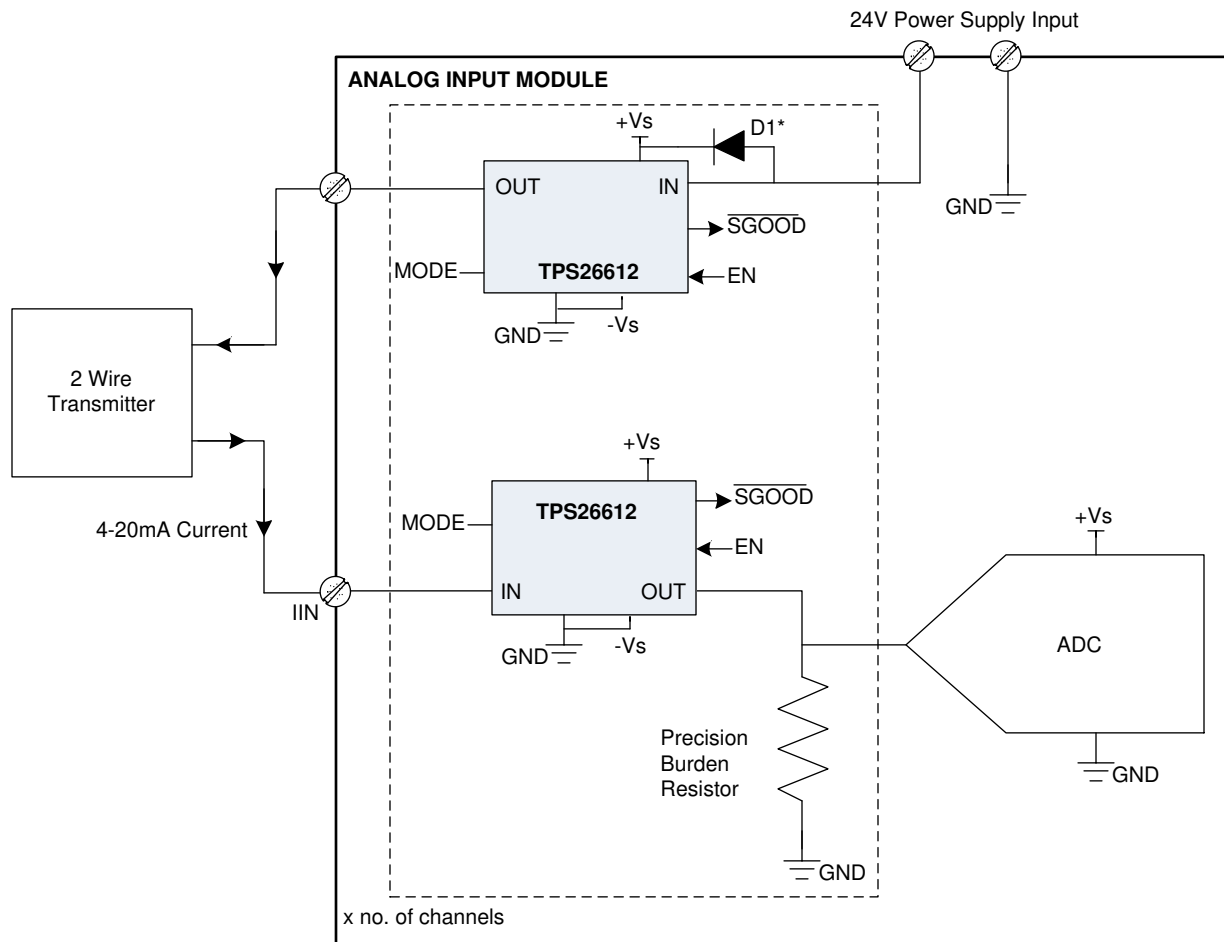 24V Power Supply Input
ANALOG INPUT MODULE
+Vs
D1*
OUT
IN
SGOOD
MODE
TPS26612
EN
GND
-Vs
GND
2 Wire
Transmitter
+Vs
TPS26612
SGOOD
MODE
EN
4-20mA Current
IN
OUT
IIN
GND
-Vs
+Vs
ADC
GND
Precision
Burden
Resistor
GND
x no. of channels